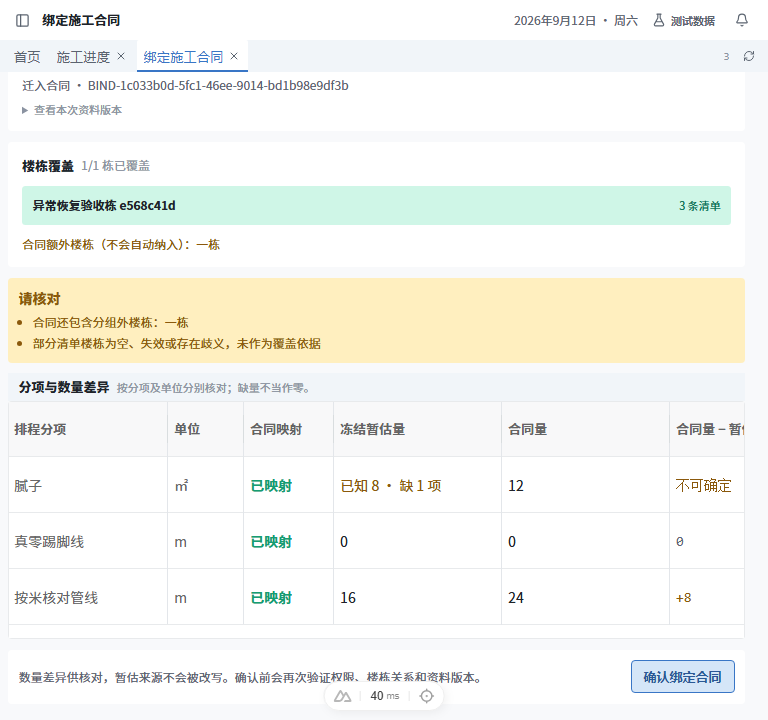 绑定施工合同
2026年9月12日 · 周六 测试数据
首页 施工进度 × 绑定施工合同 × 3
迁入合同 · BIND-1c033b0d-5fc1-46ee-9014-bd1b98e9df3b
▶ 查看本次资料版本
楼栋覆盖 1/1 栋已覆盖
异常恢复验收栋 e568c41d 3 条清单
合同额外楼栋（不会自动纳入）：一栋
请核对
• 合同还包含分组外楼栋：一栋
• 部分清单楼栋为空、失效或存在歧义，未作为覆盖依据
分项与数量差异 按分项及单位分别核对；缺量不当作零。
排程分项 单位 合同映射 冻结暂估量 合同量 合同量 − 暂
腻子 ㎡ 已映射 已知 8 · 缺 1 项 12 不可确定
真零踢脚线 m 已映射 0 0 0
按米核对管线 m 已映射 16 24 +8
数量差异供核对，暂估来源不会被改写。确认前会再次验证权限、楼栋关系和资料版本。
确认绑定合同
40 ms